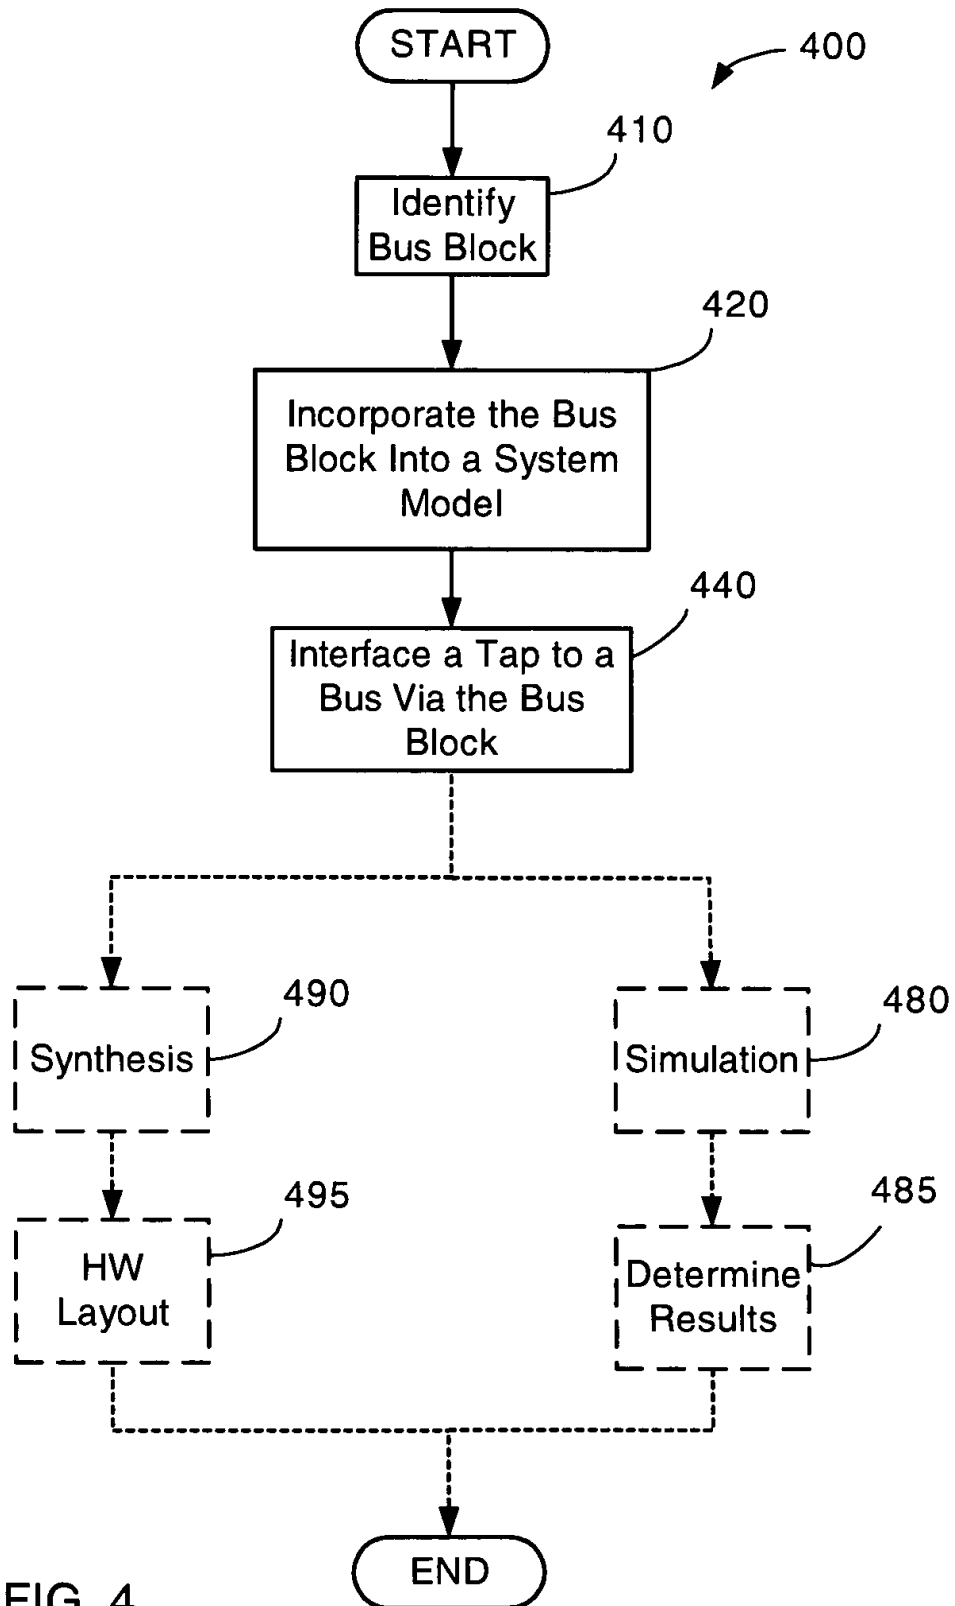 START
400
410
Identify
Bus Block
420
Incorporate the Bus
Block Into a System
Model
440
Interface a Tap to a
Bus Via the Bus
Block
490
Synthesis
480
Simulation
495
HW
Layout
485
Determine
Results
END
FIG. 4